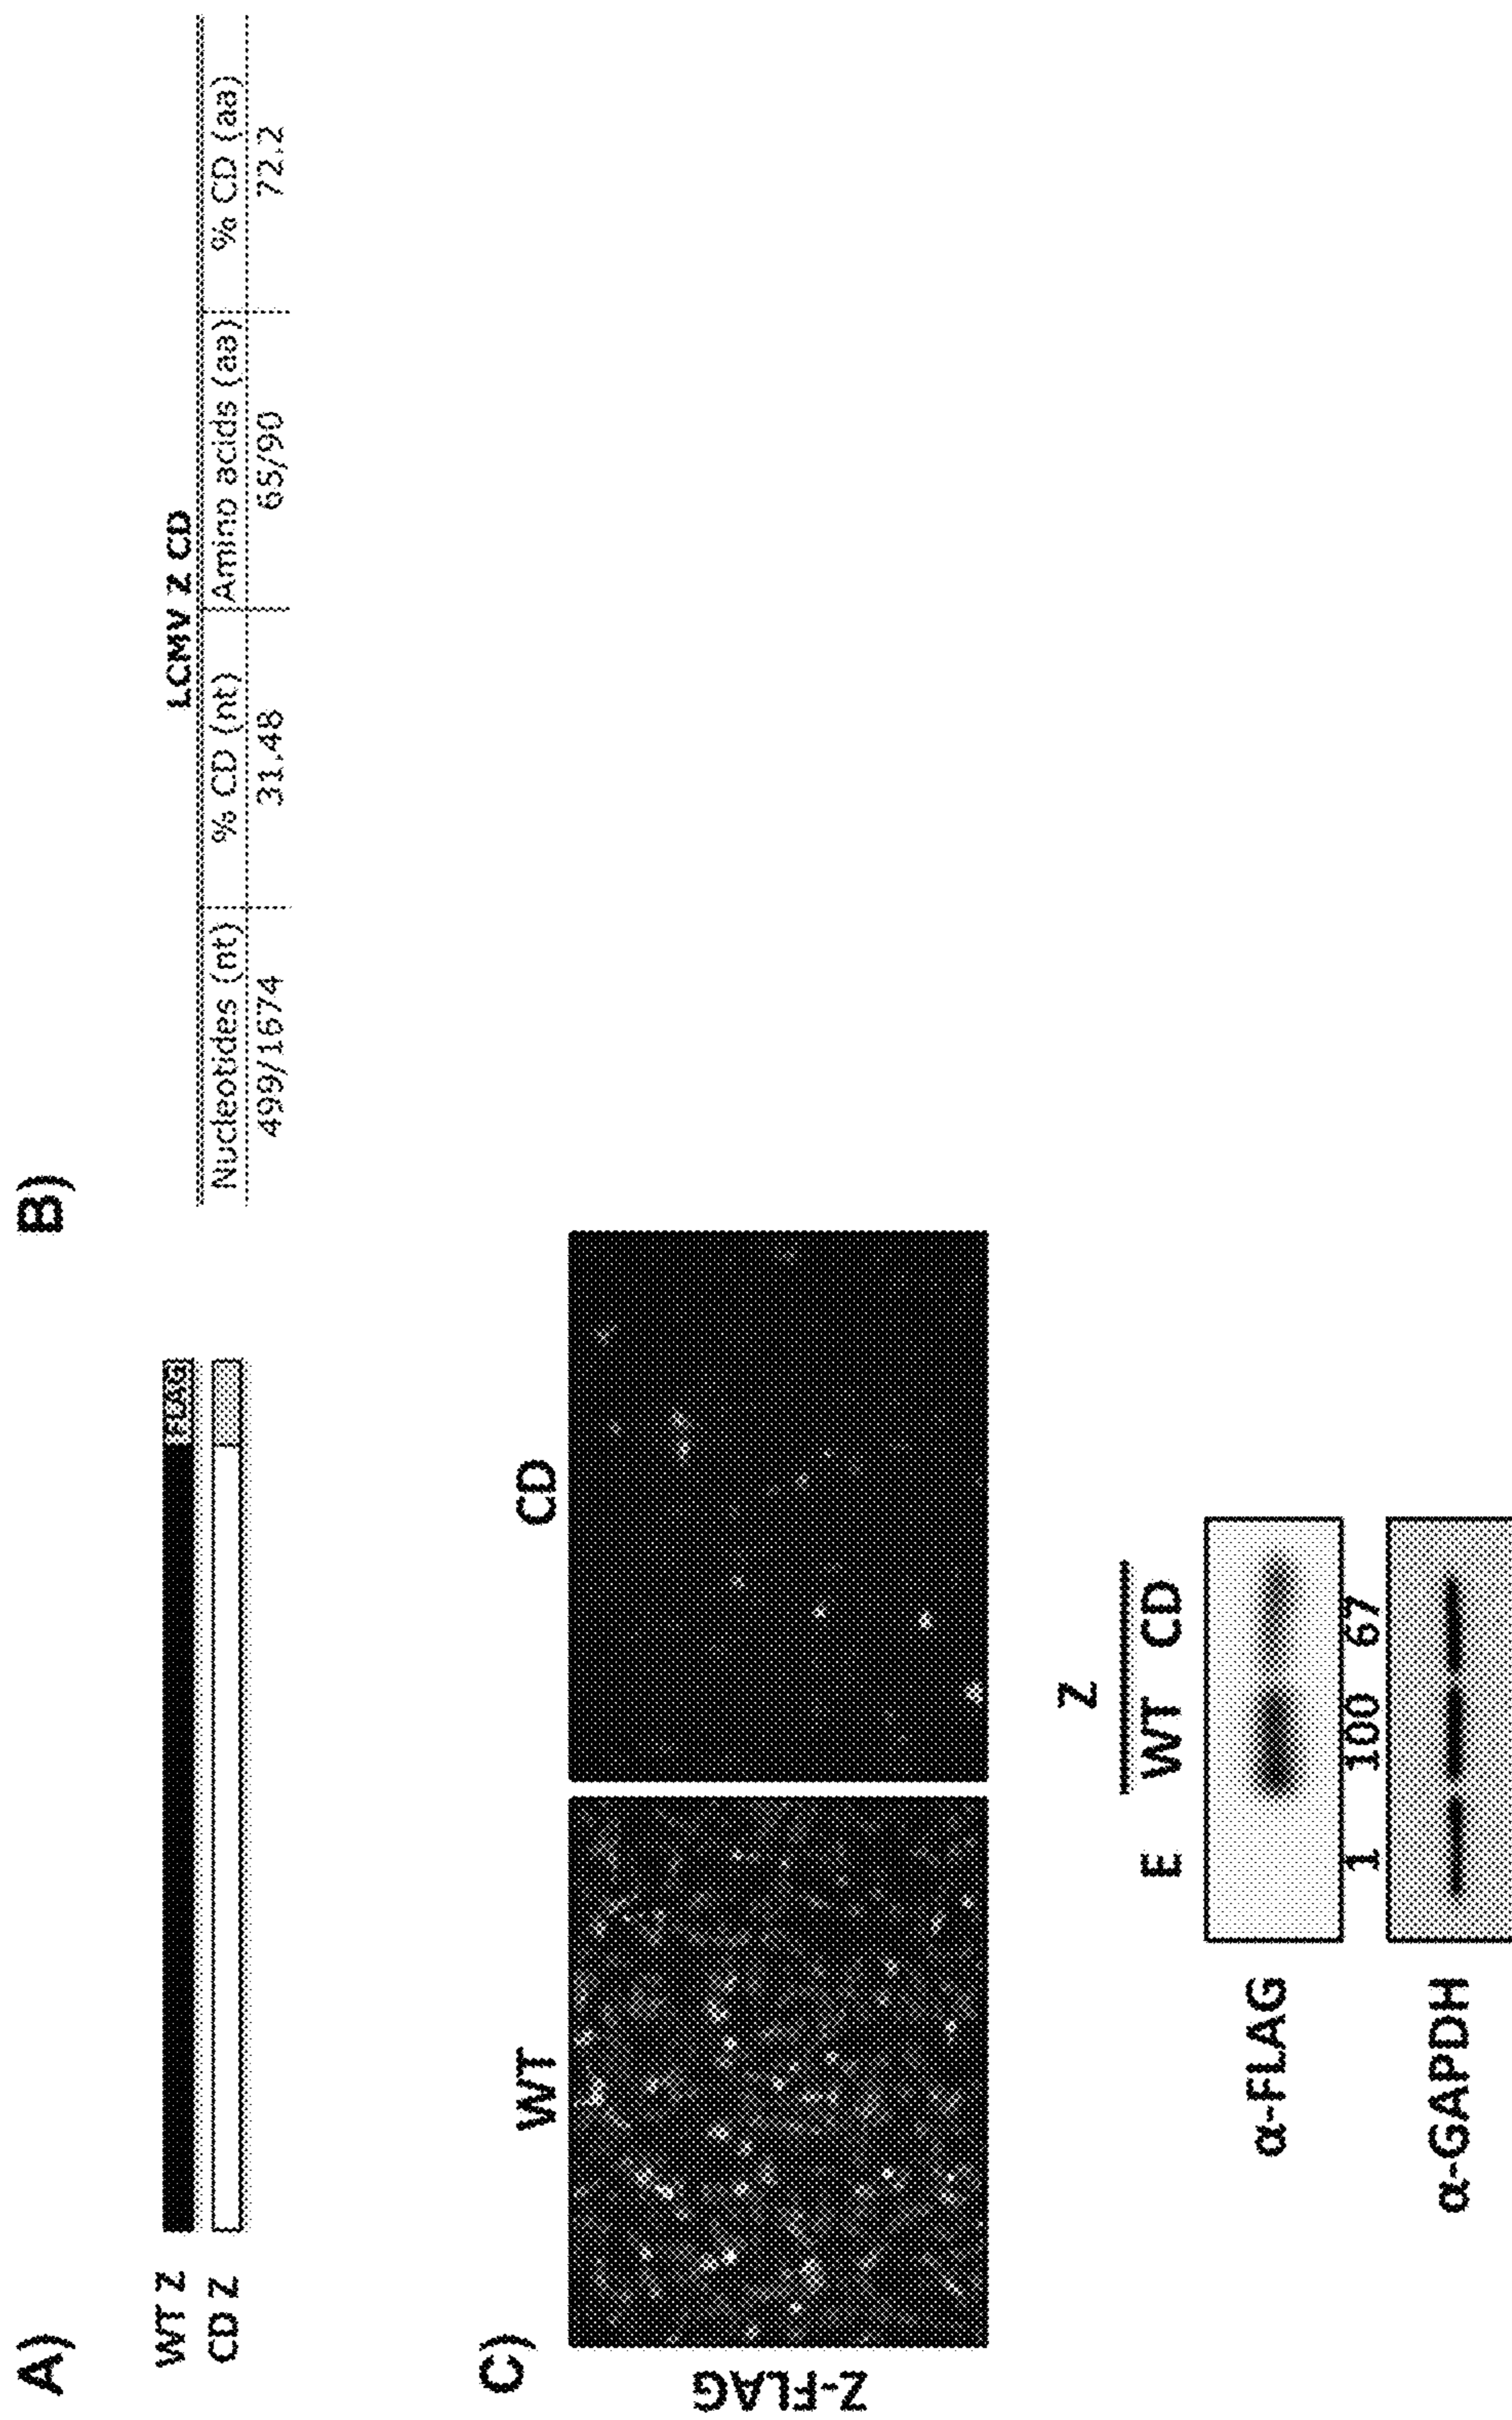 A)
WT Z
FLAG
CD Z
B)
LCMV Z CD
Nucleotides (nt) % CD (nt) Amino acids (aa) % CD (aa)
499/1674 31.48 65/90 72.2
C)
WT CD
Z-FLAG
Z
E WT CD
α-FLAG
1 100 67
α-GAPDH